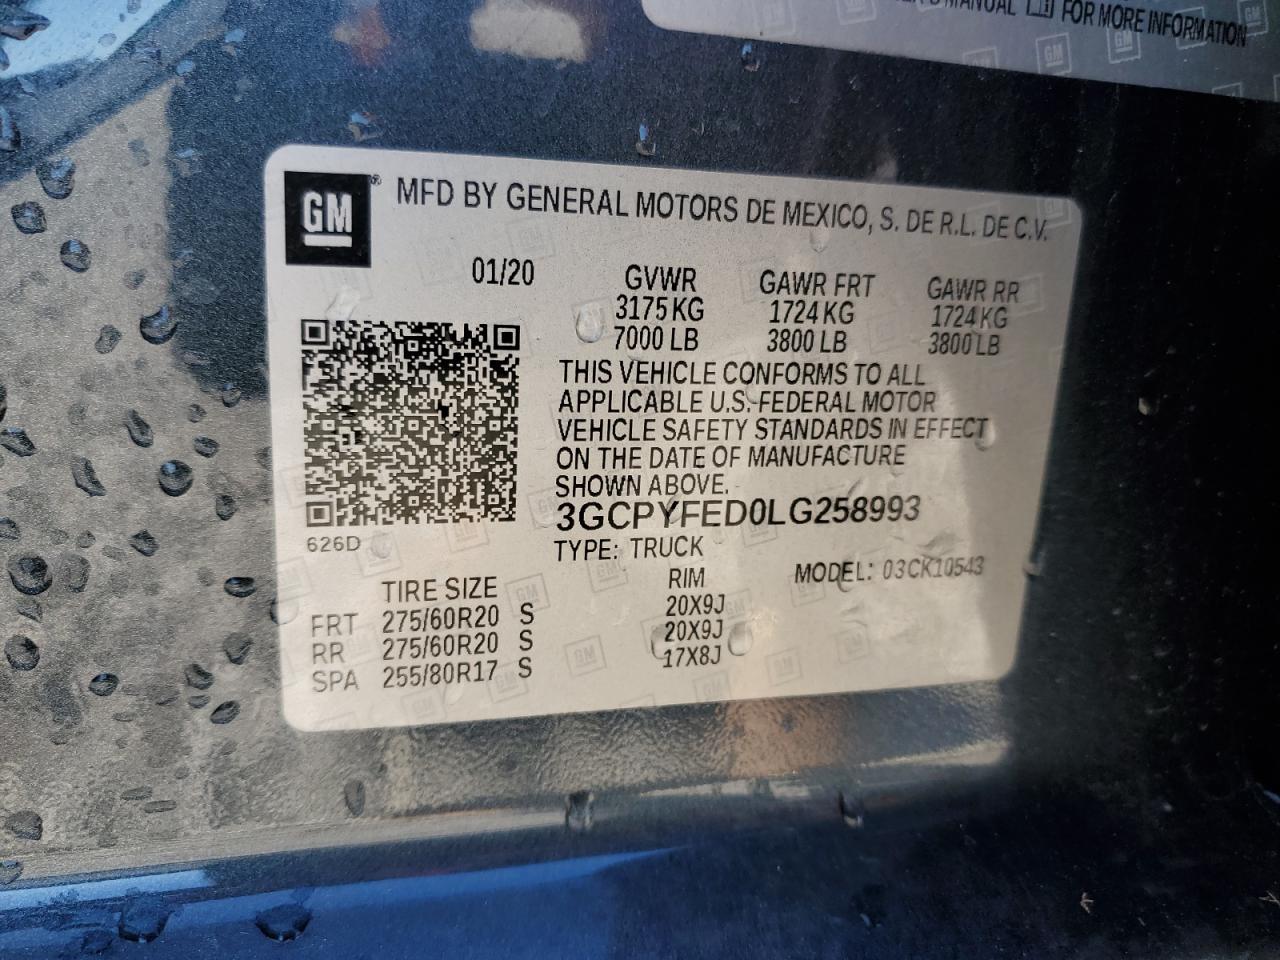 MANUAL FOR MORE INFORMATION
GM® MFD BY GENERAL MOTORS DE MEXICO, S. DE R.L. DE C.V.
01/20 GVWR GAWR FRT GAWR RR
3175 KG 1724 KG 1724 KG
7000 LB 3800 LB 3800 LB
THIS VEHICLE CONFORMS TO ALL
APPLICABLE U.S. FEDERAL MOTOR
VEHICLE SAFETY STANDARDS IN EFFECT
ON THE DATE OF MANUFACTURE
SHOWN ABOVE.
3GCPYFED0LG258993
626D
TYPE: TRUCK MODEL: 03CK10543
TIRE SIZE RIM
FRT 275/60R20 S 20X9J
RR 275/60R20 S 20X9J
SPA 255/80R17 S 17X8J